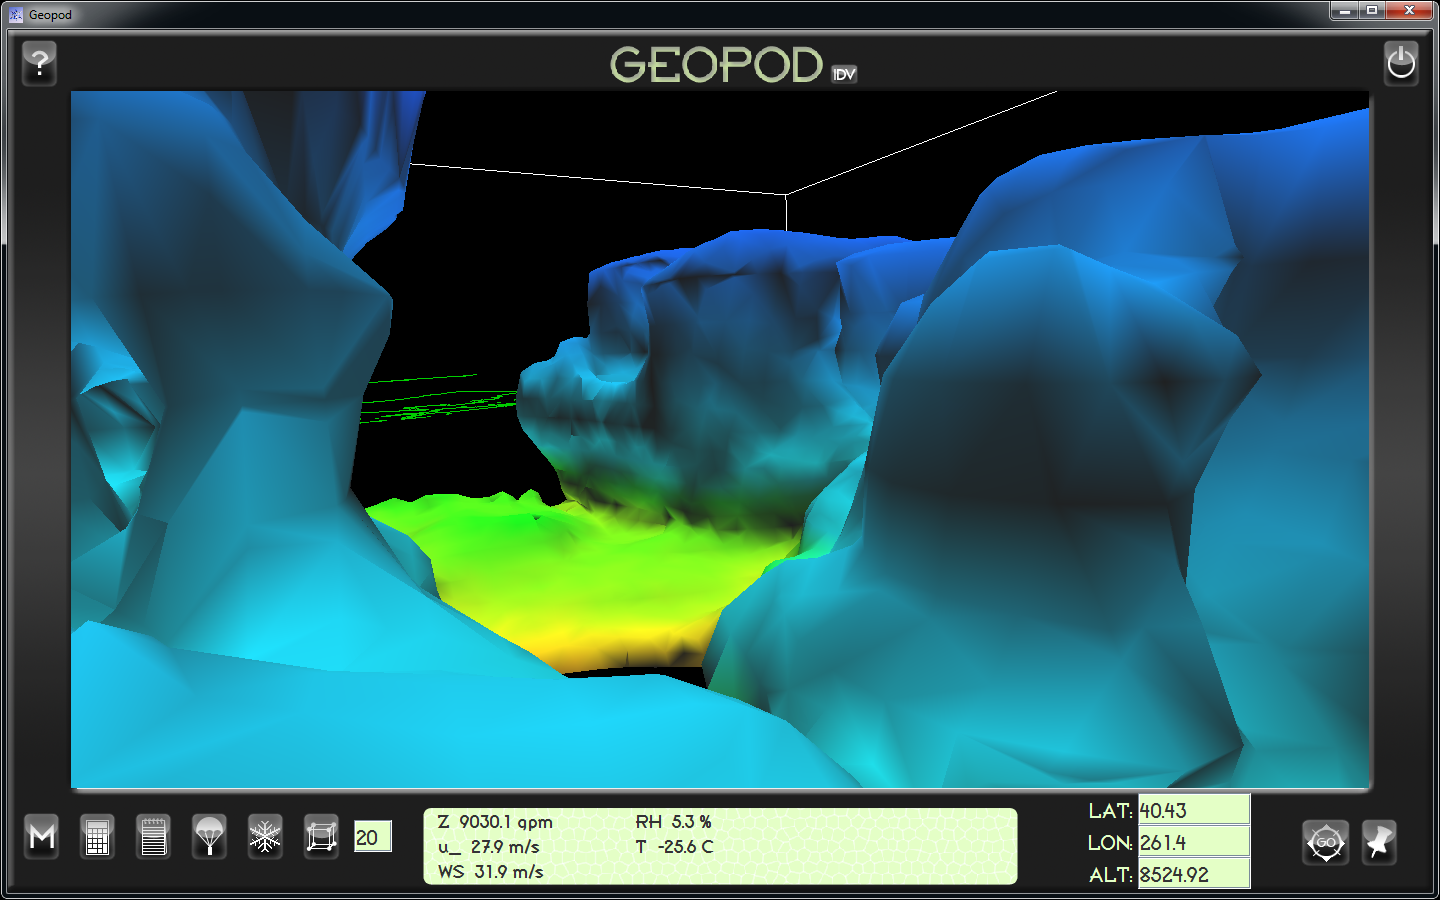 Geopod
?
GEOPOD IDV
M
20
Z 9030.1 gpm
RH 5.3 %
u_ 27.9 m/s
T -25.6 C
WS 31.9 m/s
LAT: 40.43
LON: 261.4
ALT: 8524.92
GO